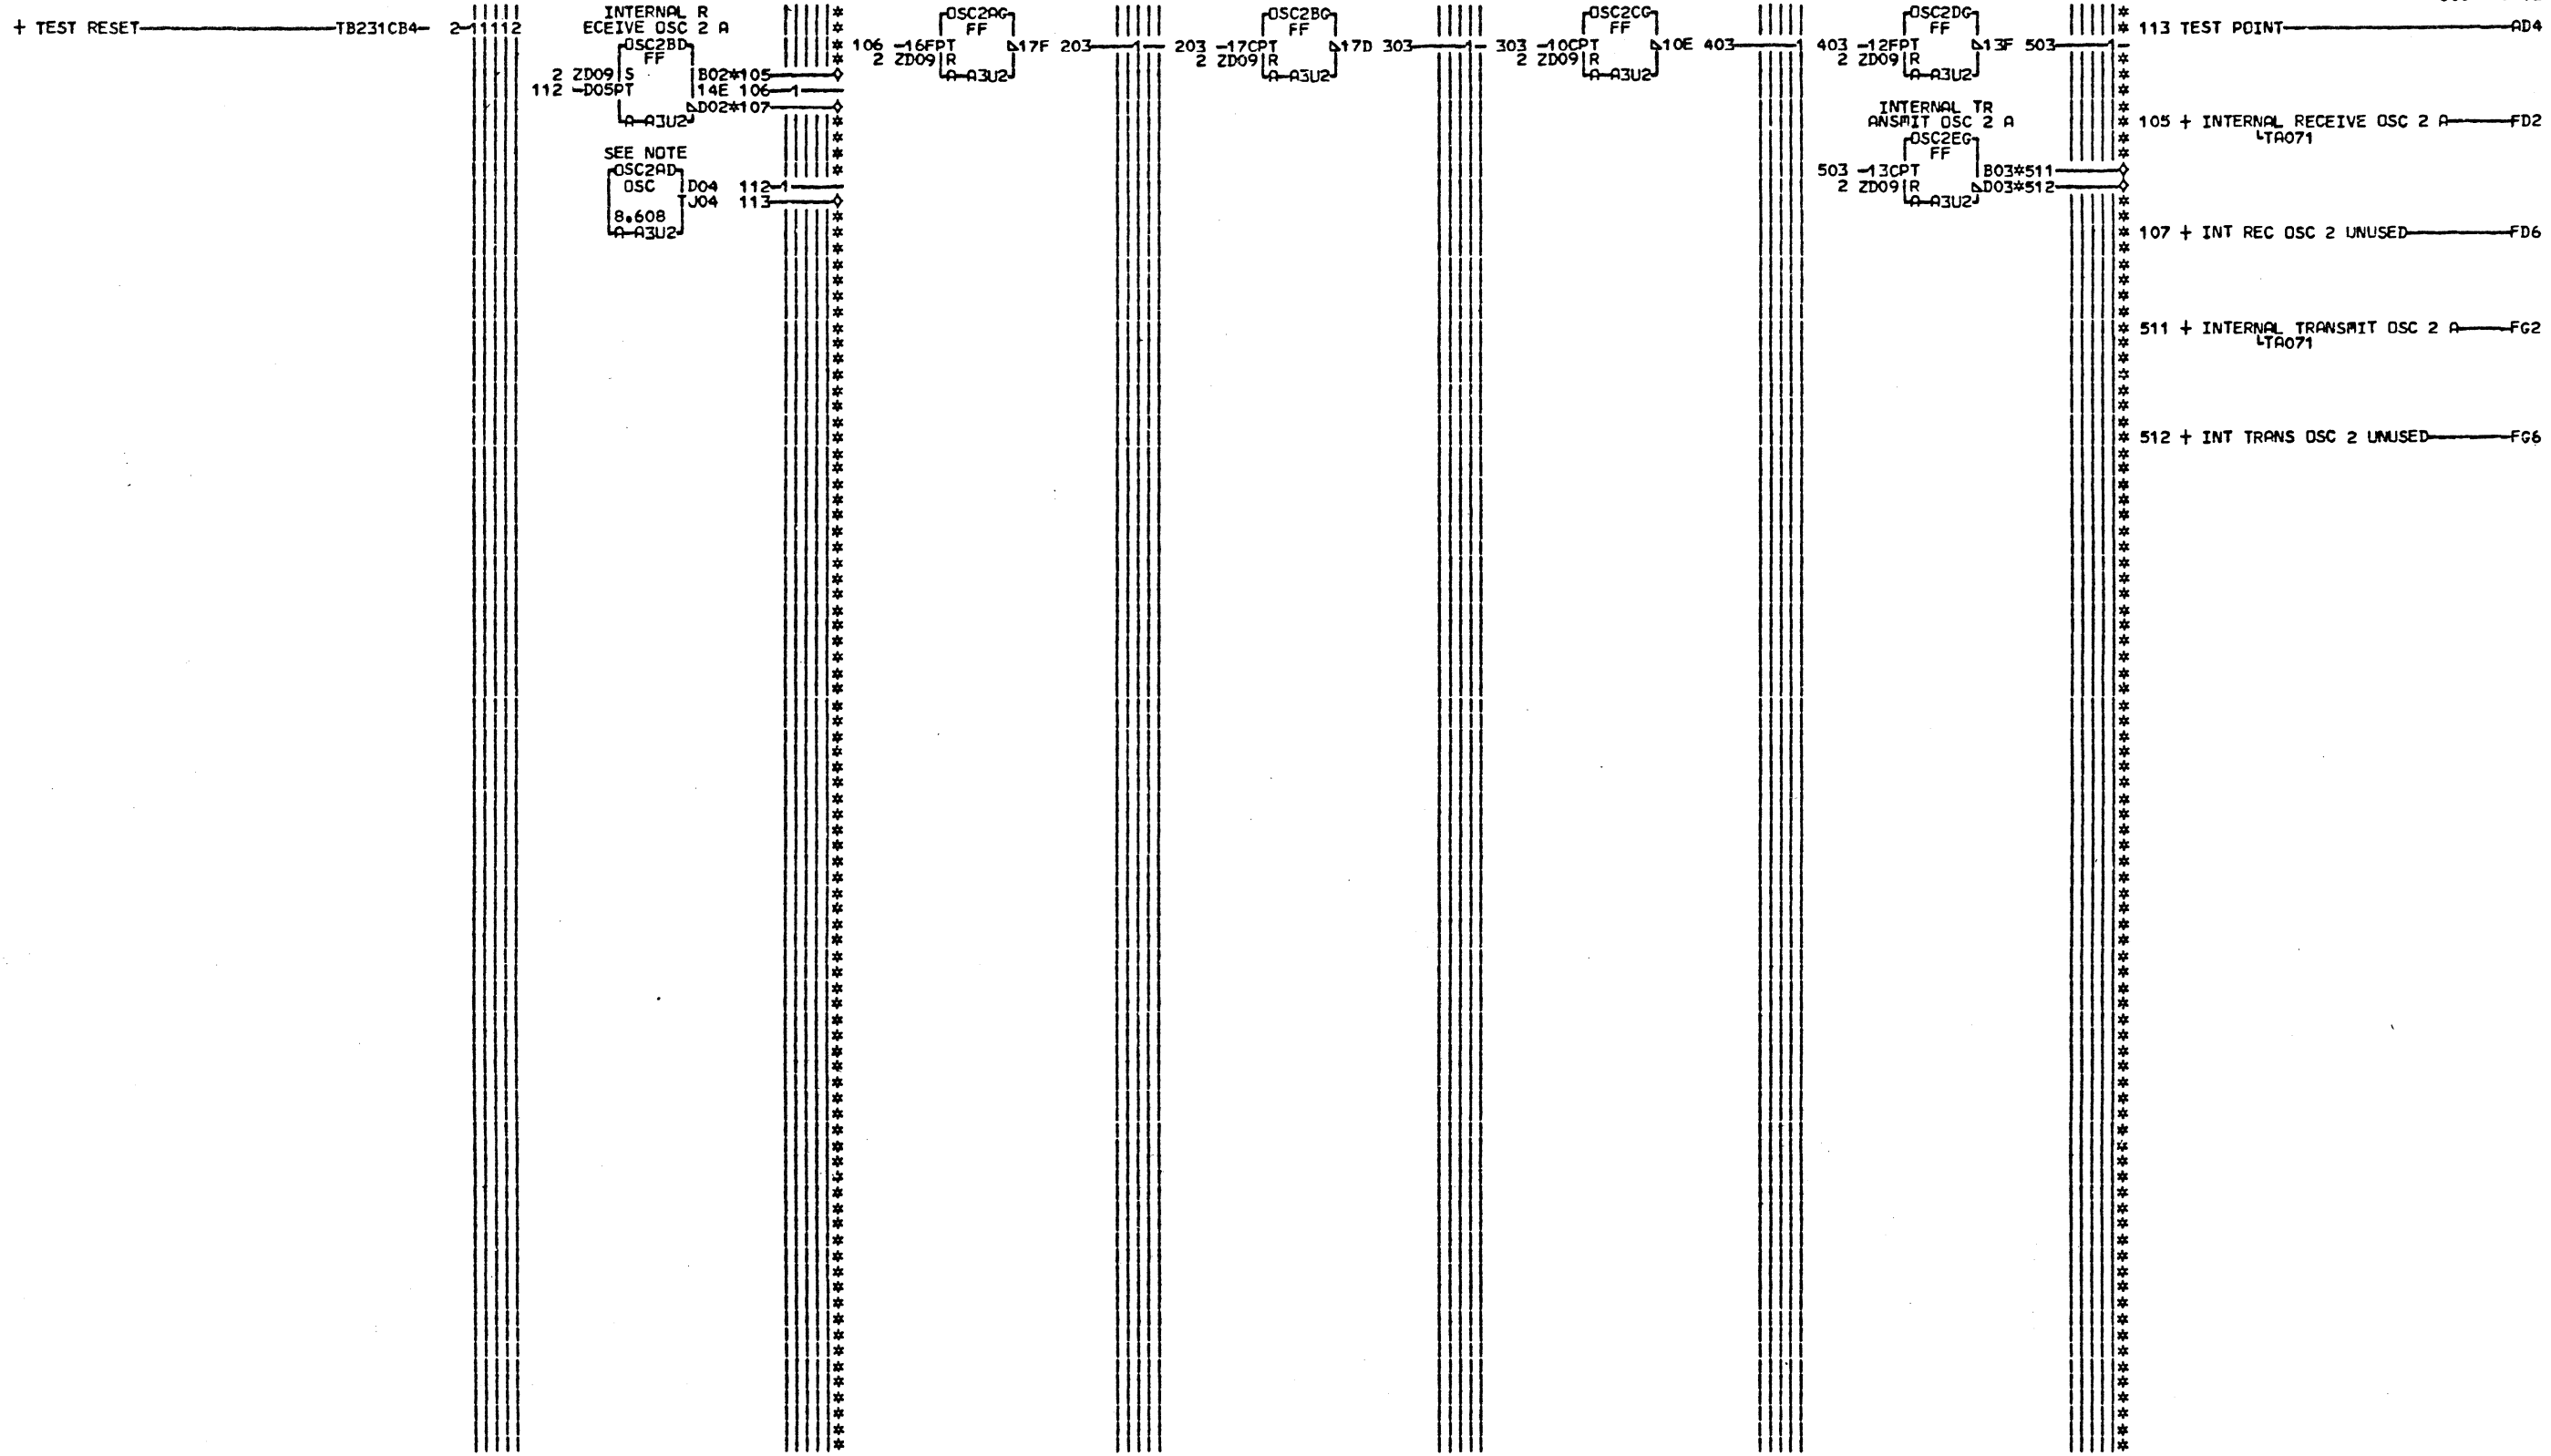 + TEST RESET TB231CB4- 2-11112
INTERNAL R
ECEIVE OSC 2 A
OSC2BD
FF
2 ZD09 S B02*105
112 -D05PT 14E 106 1
D02*107
A-A3U2
SEE NOTE
OSC2AD
OSC D04 112 1
TJ04 113
8.608
A-A3U2
OSC2AG
FF
106 -16FPT 17F 203 1
2 ZD09 R
A-A3U2
OSC2BG
FF
203 -17CPT 17D 303 1
2 ZD09 R
A-A3U2
OSC2CG
FF
303 -10CPT 10E 403 1
2 ZD09 R
A-A3U2
OSC2DG
FF
403 -12FPT 13F 503 1
2 ZD09 R
A-A3U2
INTERNAL TR
ANSMIT OSC 2 A
OSC2EG
FF
503 -13CPT B03*511
2 ZD09 R D03*512
A-A3U2
113 TEST POINT AD4
105 + INTERNAL RECEIVE OSC 2 A FD2
TA071
107 + INT REC OSC 2 UNUSED FD6
511 + INTERNAL TRANSMIT OSC 2 A FG2
TA071
512 + INT TRANS OSC 2 UNUSED FG6